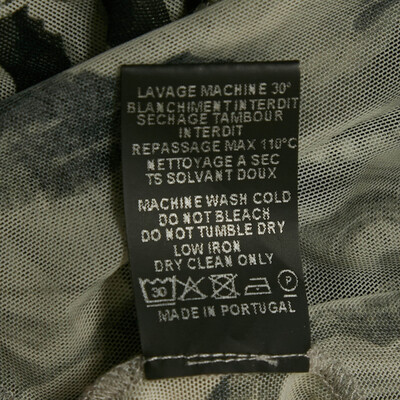 LAVAGE MACHINE 30°
BLANCHIMENT INTERDIT
SECHAGE TAMBOUR
INTERDIT
REPASSAGE MAX 110°C
NETTOYAGE A SEC
TS SOLVANT DOUX
MACHINE WASH COLD
DO NOT BLEACH
DO NOT TUMBLE DRY
LOW IRON
DRY CLEAN ONLY
30 P
MADE IN PORTUGAL